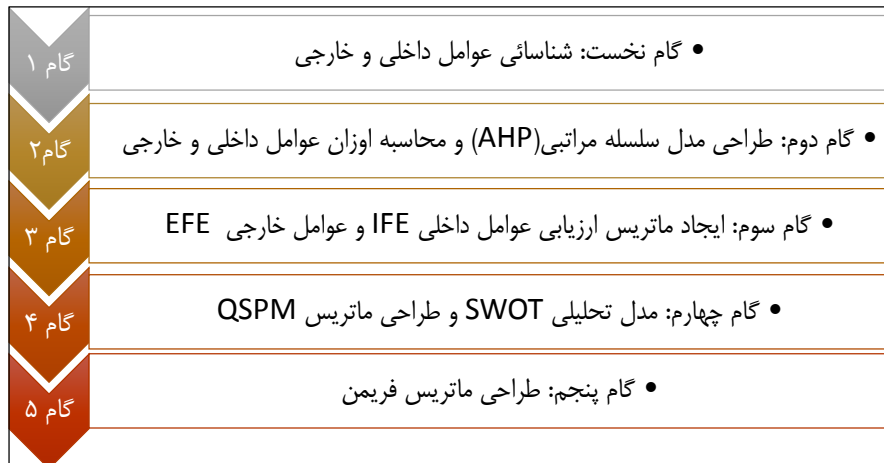 گام ۱
• گام نخست: شناسائی عوامل داخلی و خارجی
گام۲
• گام دوم: طراحی مدل سلسله مراتبی(AHP) و محاسبه اوزان عوامل داخلی و خارجی
گام ۳
• گام سوم: ایجاد ماتریس ارزیابی عوامل داخلی IFE و عوامل خارجی EFE
گام ۴
• گام چهارم: مدل تحلیلی SWOT و طراحی ماتریس QSPM
گام ۵
• گام پنجم: طراحی ماتریس فریمن